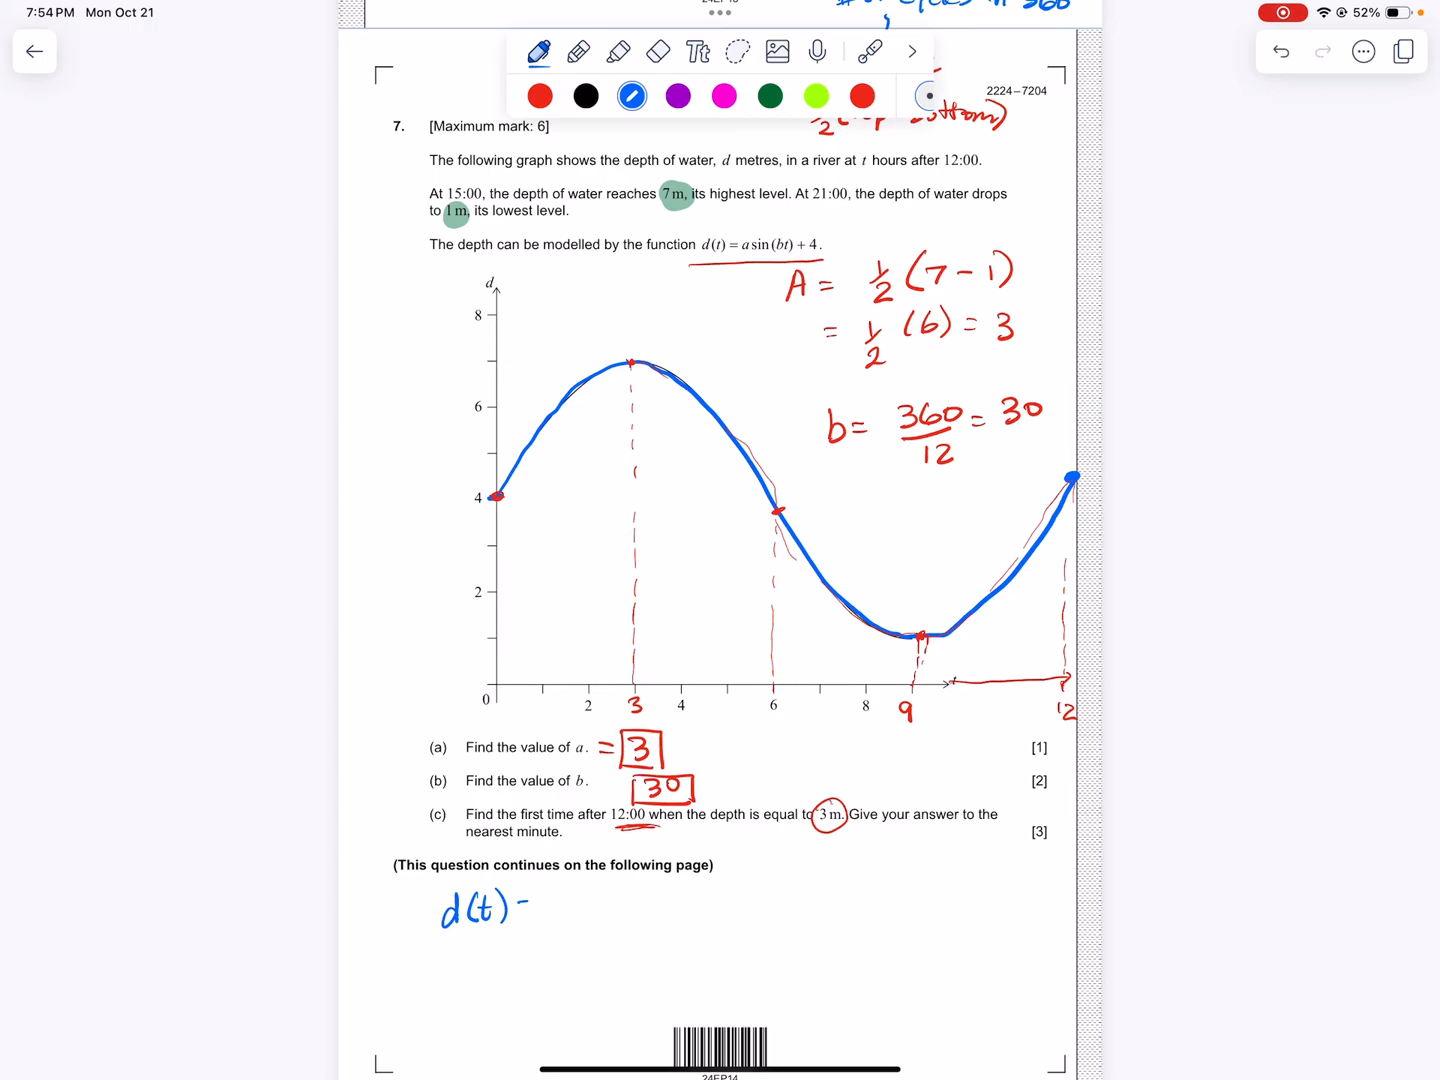 7:54 PM Mon Oct 21
52%
Tt
2224–7204
7. [Maximum mark: 6]
The following graph shows the depth of water, d metres, in a river at t hours after 12:00.
At 15:00, the depth of water reaches 7 m, its highest level. At 21:00, the depth of water drops
to 1 m, its lowest level.
The depth can be modelled by the function d(t) = a sin(bt) + 4.
A = 1/2 (7 - 1)
= 1/2 (6) = 3
b = 360/12 = 30
d
8
6
4
2
0
2
3
4
6
8
9
t
12
(a) Find the value of a. = 3 [1]
(b) Find the value of b. 30 [2]
(c) Find the first time after 12:00 when the depth is equal to 3 m. Give your answer to the
nearest minute. [3]
(This question continues on the following page)
d(t) -
24EP14